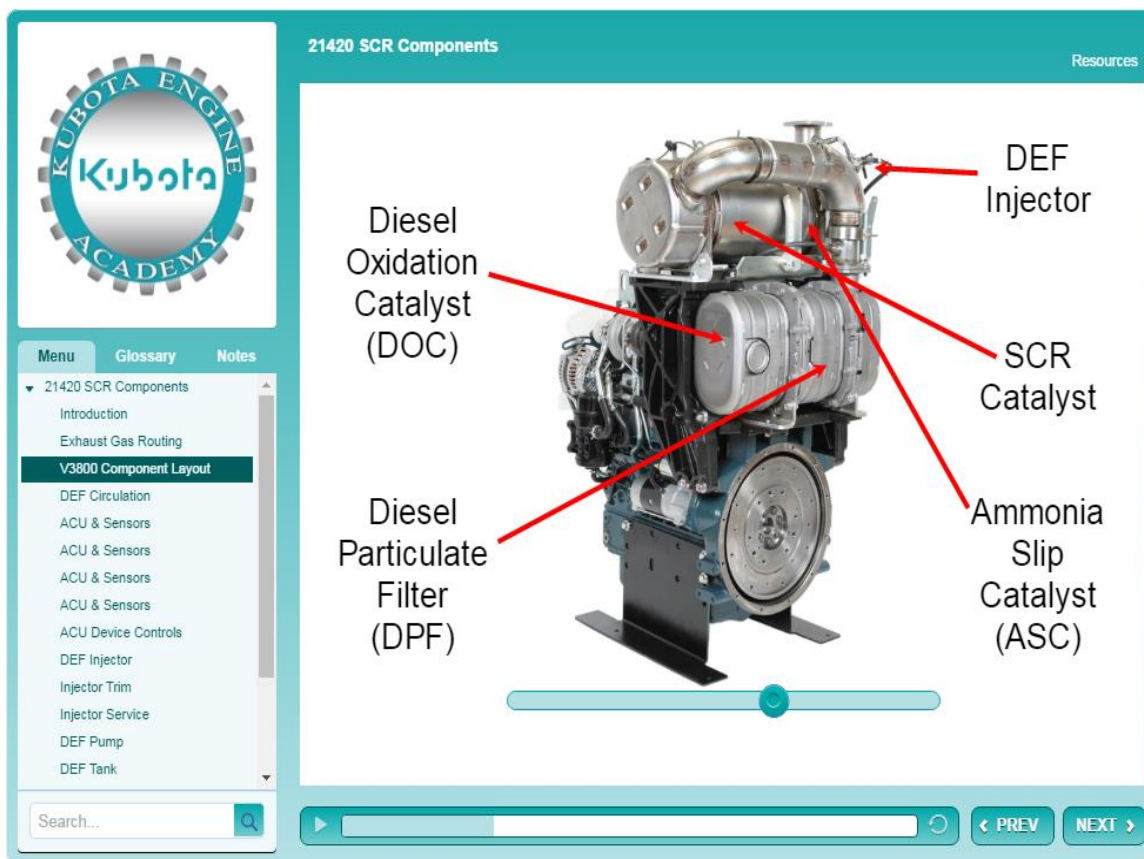 KUBOTA ENGINE
Kubota
ACADEMY
21420 SCR Components
Resources
Menu Glossary Notes
21420 SCR Components
Introduction
Exhaust Gas Routing
V3800 Component Layout
DEF Circulation
ACU & Sensors
ACU & Sensors
ACU & Sensors
ACU & Sensors
ACU Device Controls
DEF Injector
Injector Trim
Injector Service
DEF Pump
DEF Tank
Search...
Diesel
Oxidation
Catalyst
(DOC)
Diesel
Particulate
Filter
(DPF)
DEF
Injector
SCR
Catalyst
Ammonia
Slip
Catalyst
(ASC)
PREV
NEXT